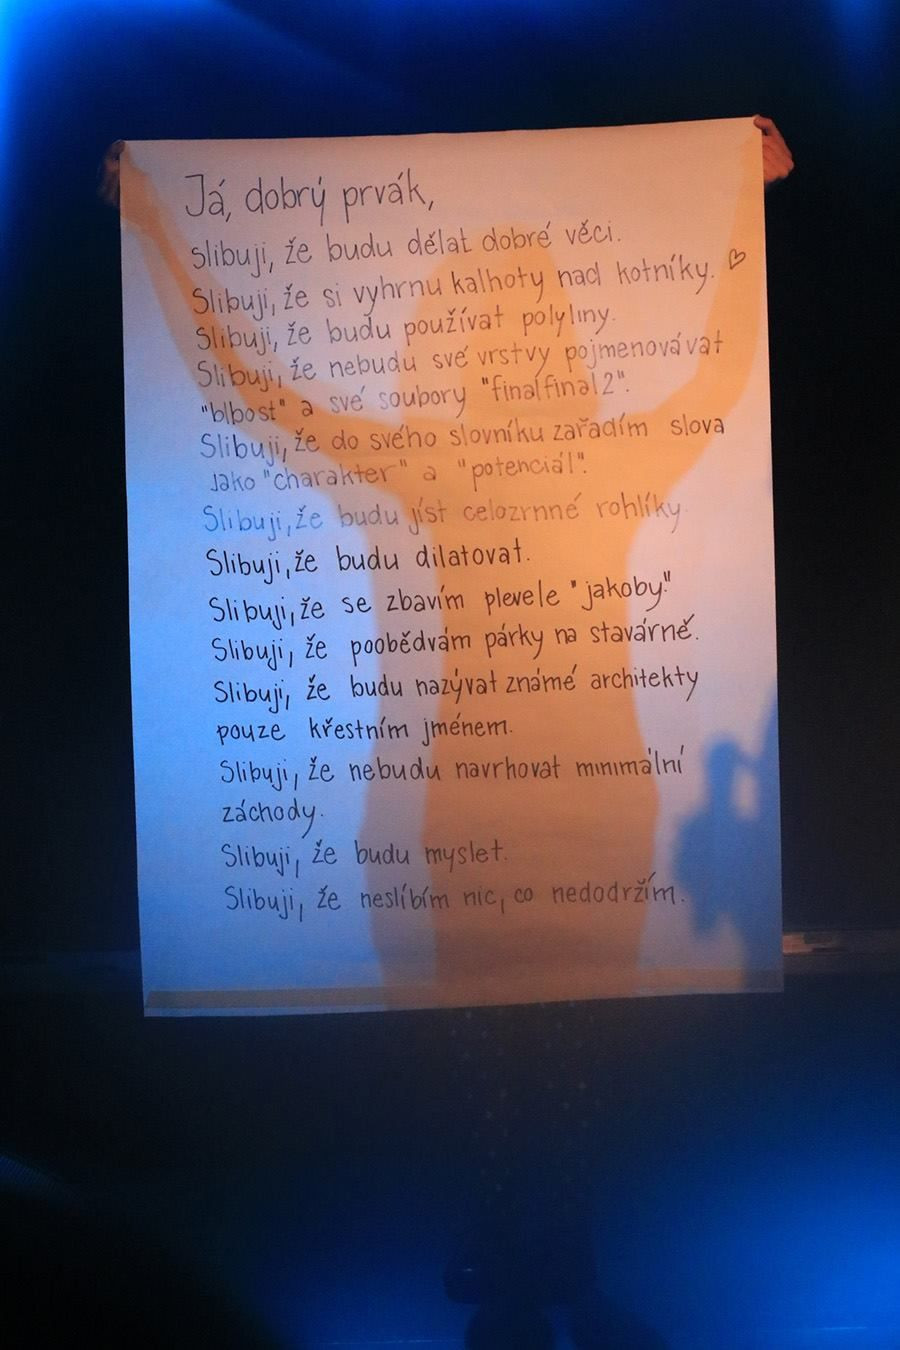 Já, dobrý prvák,
slibuji, že budu dělat dobré věci.
Slibuji, že si vyhrnu kalhoty nad kotníky. ♡
Slibuji, že budu používat polyliny.
Slibuji, že nebudu své vrstvy pojmenovávat
"blbost" a své soubory "finalfinal2".
Slibuji, že do svého slovníku zařadím slova
jako "charakter" a "potenciál".
Slibuji, že budu jíst celozrnné rohlíky.
Slibuji, že budu dilatovat.
Slibuji, že se zbavím plevele "jakoby."
Slibuji, že poobědvám párky na stavárně.
Slibuji, že budu nazývat známé architekty
pouze křestním jménem.
Slibuji, že nebudu navrhovat minimální
záchody.
Slibuji, že budu myslet.
Slibuji, že neslíbím nic, co nedodržím.